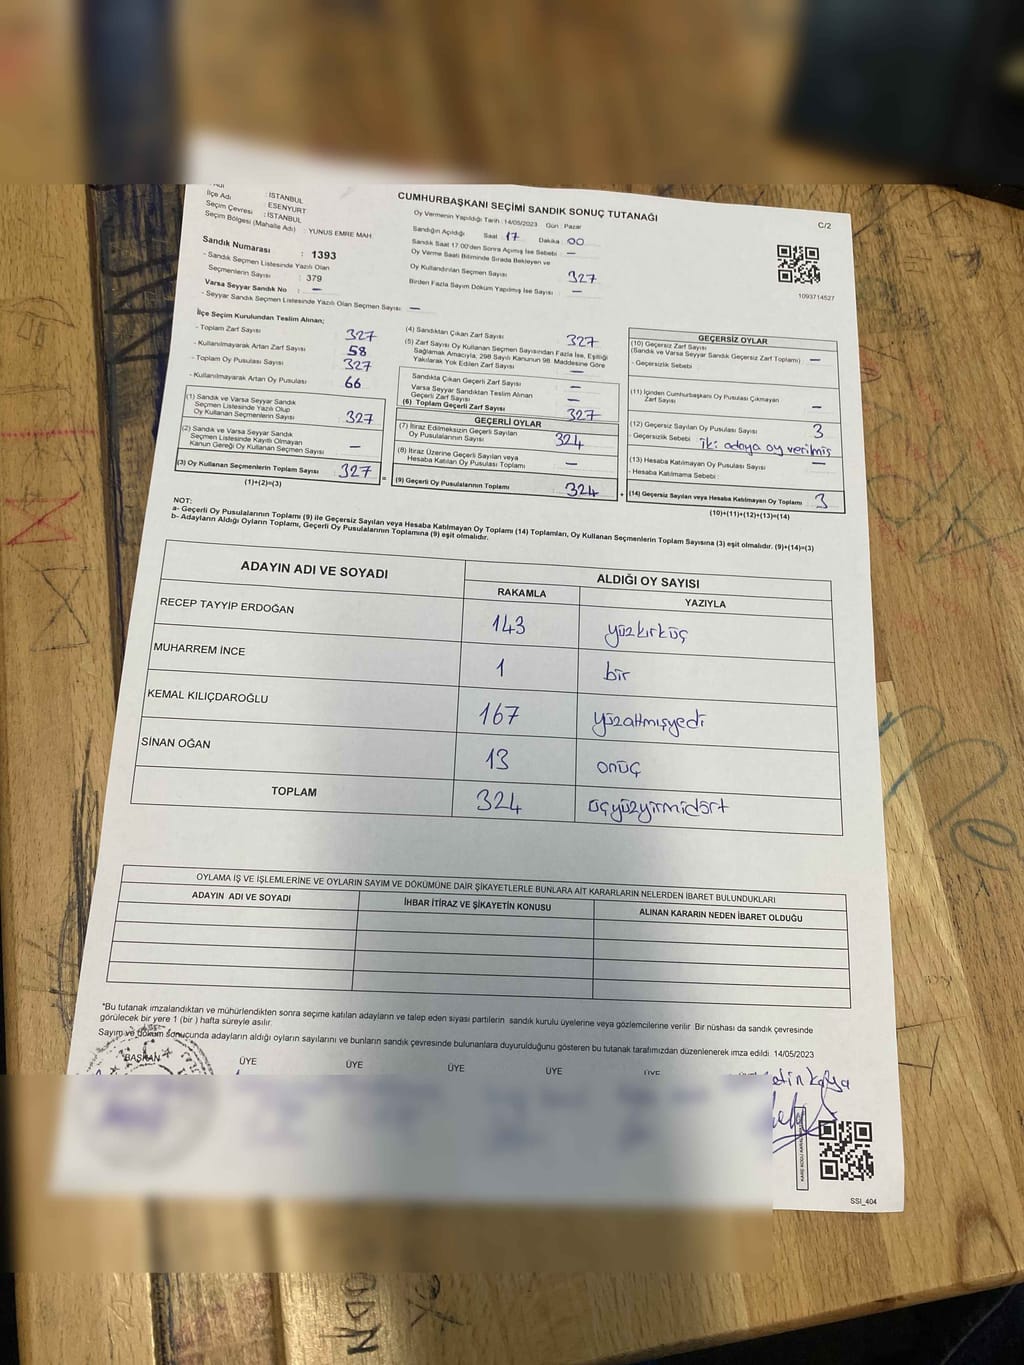 CUMHURBAŞKANI SEÇİMİ SANDIK SONUÇ TUTANAĞI
C/2
İlçe Adı : İSTANBUL
ESENYURT
Seçim Çevresi : İSTANBUL
Seçim Bölgesi (Mahalle Adı) : YUNUS EMRE MAH.
Sandık Numarası : 1393
- Sandık Seçmen Listesinde Yazılı Olan
Seçmenlerin Sayısı : 379
Varsa Seyyar Sandık No : —
- Seyyar Sandık Seçmen Listesinde Yazılı Olan Seçmen Sayısı: —
Oy Vermenin Yapıldığı Tarih : 14/05/2023 Gün : Pazar
Sandığın Açıldığı Saat : 17 Dakika : 00
Sandık Saat 17.00'den Sonra Açılmış İse Sebebi : —
Oy Verme Saati Bitiminde Sırada Bekleyen ve
Oy Kullandırılan Seçmen Sayısı 327
Birden Fazla Sayım Döküm Yapılmış İse Sayısı : —
1093714527
İlçe Seçim Kurulundan Teslim Alınan;
- Toplam Zarf Sayısı 327
- Kullanılmayarak Artan Zarf Sayısı 58
- Toplam Oy Pusulası Sayısı 327
- Kullanılmayarak Artan Oy Pusulası 66
(1) Sandık ve Varsa Seyyar Sandık
Seçmen Listesinde Yazılı Olup
Oy Kullanan Seçmenlerin Sayısı 327
(2) Sandık ve Varsa Seyyar Sandık
Seçmen Listesinde Kayıtlı Olmayan
Kanun Gereği Oy Kullanan Seçmen Sayısı —
(3) Oy Kullanan Seçmenlerin Toplam Sayısı 327 =
(1)+(2)=(3)
(4) Sandıktan Çıkan Zarf Sayısı 327
(5) Zarf Sayısı Oy Kullanan Seçmen Sayısından Fazla İse, Eşitliği
Sağlamak Amacıyla; 298 Sayılı Kanunun 98. Maddesine Göre
Yakılarak Yok Edilen Zarf Sayısı —
Sandıkla Çıkan Geçerli Zarf Sayısı —
Varsa Seyyar Sandıktan Teslim Alınan
Geçerli Zarf Sayısı —
(6) Toplam Geçerli Zarf Sayısı 327
GEÇERLİ OYLAR
(7) İtiraz Edilmeksizin Geçerli Sayılan
Oy Pusulalarının Sayısı 324
(8) İtiraz Üzerine Geçerli Sayılan veya
Hesaba Katılan Oy Pusulası Toplamı —
(9) Geçerli Oy Pusulalarının Toplamı 324 +
GEÇERSİZ OYLAR
(10) Geçersiz Zarf Sayısı
(Sandık ve Varsa Seyyar Sandık Geçersiz Zarf Toplamı) —
- Geçersizlik Sebebi
(11) İçinden Cumhurbaşkanı Oy Pusulası Çıkmayan
Zarf Sayısı —
(12) Geçersiz Sayılan Oy Pusulası Sayısı 3
- Geçersizlik Sebebi iki adaya oy verilmiş
(13) Hesaba Katılmayan Oy Pusulası Sayısı —
- Hesaba Katılmama Sebebi :
(14) Geçersiz Sayılan veya Hesaba Katılmayan Oy Toplamı 3
(10)+(11)+(12)+(13)=(14)
NOT:
a- Geçerli Oy Pusulalarının Toplamı (9) ile Geçersiz Sayılan veya Hesaba Katılmayan Oy Toplamı (14) Toplamları, Oy Kullanan Seçmenlerin Toplam Sayısına (3) eşit olmalıdır. (9)+(14)=(3)
b- Adayların Aldığı Oyların Toplamı, Geçerli Oy Pusulalarının Toplamına (9) eşit olmalıdır.
ADAYIN ADI VE SOYADI ALDIĞI OY SAYISI
RAKAMLA YAZIYLA
RECEP TAYYİP ERDOĞAN 143 yüzkırküç
MUHARREM İNCE 1 bir
KEMAL KILIÇDAROĞLU 167 yüzaltmışyedi
SİNAN OĞAN 13 onüç
TOPLAM 324 üçyüzyirmidört
OYLAMA İŞ VE İŞLEMLERİNE VE OYLARIN SAYIM VE DÖKÜMÜNE DAİR ŞİKAYETLERLE BUNLARA AİT KARARLARIN NELERDEN İBARET BULUNDUKLARI
ADAYIN ADI VE SOYADI İHBAR İTİRAZ VE ŞİKAYETİN KONUSU ALINAN KARARIN NEDEN İBARET OLDUĞU
*Bu tutanak imzalandıktan ve mühürlendikten sonra seçime katılan adayların ve talep eden siyasi partilerin sandık kurulu üyelerine veya gözlemcilerine verilir. Bir nüshası da sandık çevresinde
görülecek bir yere 1 (bir) hafta süreyle asılır.
Sayım ve döküm sonuçunda adayların aldığı oyların sayılarını ve bunların sandık çevresinde bulunanlara duyurulduğunu gösteren bu tutanak tarafımızdan düzenlenerek imza edildi. 14/05/2023
BAŞKAN ÜYE ÜYE ÜYE ÜYE ÜYE
SSI_404